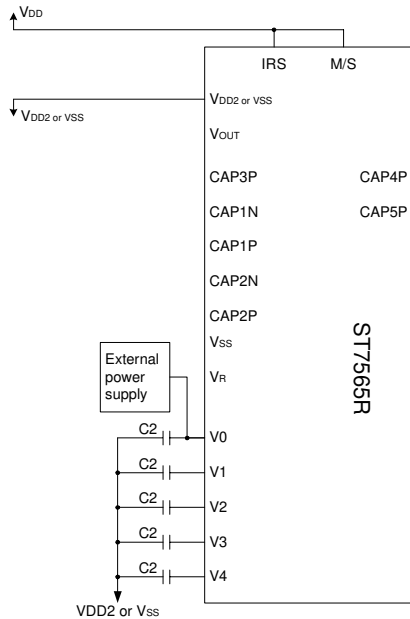 VDD
IRS M/S
VDD2 or VSS
VDD2 or VSS
VOUT
CAP3P CAP4P
CAP1N CAP5P
CAP1P
CAP2N
CAP2P
VSS
ST7565R
External
power
supply
VR
C2 V0
C2 V1
C2 V2
C2 V3
C2 V4
VDD2 or VSS